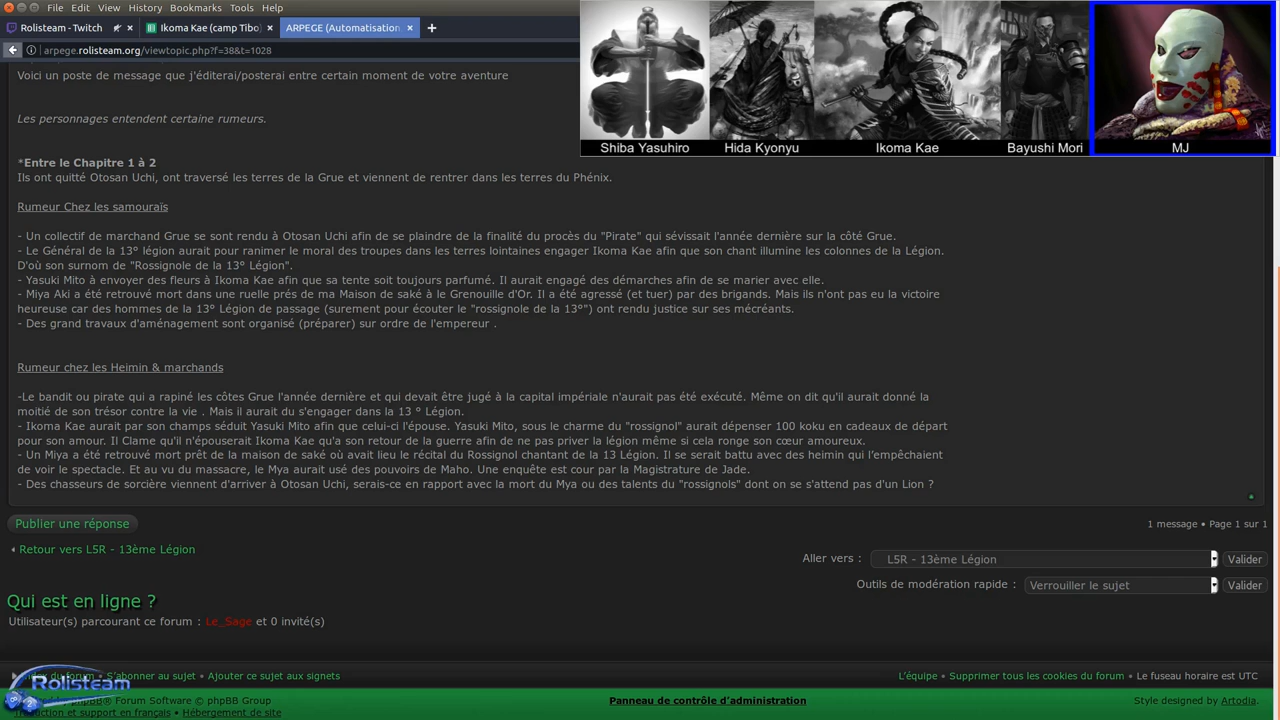 File Edit View History Bookmarks Tools Help
Rolisteam - Twitch
Ikoma Kae (camp Tibo)
ARPEGE (Automatisation
arpege.rolisteam.org/viewtopic.php?f=38&t=1028
Shiba Yasuhiro
Hida Kyonyu
Ikoma Kae
Bayushi Mori
MJ
Voici un poste de message que j'éditerai/posterai entre certain moment de votre aventure
Les personnages entendent certaine rumeurs.
*Entre le Chapitre 1 à 2
Ils ont quitté Otosan Uchi, ont traversé les terres de la Grue et viennent de rentrer dans les terres du Phénix.
Rumeur Chez les samouraïs
- Un collectif de marchand Grue se sont rendu à Otosan Uchi afin de se plaindre de la finalité du procès du "Pirate" qui sévissait l'année dernière sur la côté Grue.
- Le Général de la 13° légion aurait pour ranimer le moral des troupes dans les terres lointaines engager Ikoma Kae afin que son chant illumine les colonnes de la Légion.
D'où son surnom de "Rossignole de la 13° Légion".
- Yasuki Mito à envoyer des fleurs à Ikoma Kae afin que sa tente soit toujours parfumé. Il aurait engagé des démarches afin de se marier avec elle.
- Miya Aki a été retrouvé mort dans une ruelle prés de ma Maison de saké à le Grenouille d'Or. Il a été agressé (et tuer) par des brigands. Mais ils n'ont pas eu la victoire
heureuse car des hommes de la 13° Légion de passage (surement pour écouter le "rossignole de la 13°") ont rendu justice sur ses mécréants.
- Des grand travaux d'aménagement sont organisé (préparer) sur ordre de l'empereur .
Rumeur chez les Heimin & marchands
-Le bandit ou pirate qui a rapiné les côtes Grue l'année dernière et qui devait être jugé à la capital impériale n'aurait pas été exécuté. Même on dit qu'il aurait donné la
moitié de son trésor contre la vie . Mais il aurait du s'engager dans la 13 ° Légion.
- Ikoma Kae aurait par son champs séduit Yasuki Mito afin que celui-ci l'épouse. Yasuki Mito, sous le charme du "rossignol" aurait dépenser 100 koku en cadeaux de départ
pour son amour. Il Clame qu'il n'épouserait Ikoma Kae qu'a son retour de la guerre afin de ne pas priver la légion même si cela ronge son cœur amoureux.
- Un Miya a été retrouvé mort prêt de la maison de saké où avait lieu le récital du Rossignol chantant de la 13 Légion. Il se serait battu avec des heimin qui l'empêchaient
de voir le spectacle. Et au vu du massacre, le Mya aurait usé des pouvoirs de Maho. Une enquête est cour par la Magistrature de Jade.
- Des chasseurs de sorcière viennent d'arriver à Otosan Uchi, serais-ce en rapport avec la mort du Mya ou des talents du "rossignols" dont on se s'attend pas d'un Lion ?
Publier une réponse
1 message • Page 1 sur 1
Retour vers L5R - 13ème Légion
Aller vers : L5R - 13ème Légion Valider
Outils de modération rapide : Verrouiller le sujet Valider
Qui est en ligne ?
Utilisateur(s) parcourant ce forum : Le_Sage et 0 invité(s)
Index du forum • S'abonner au sujet • Ajouter ce sujet aux signets
L'équipe • Supprimer tous les cookies du forum • Le fuseau horaire est UTC
Rolisteam
phpBB® Forum Software © phpBB Group
Panneau de contrôle d'administration
Style designed by Artodia.
Traduction et support en français • Hébergement de site